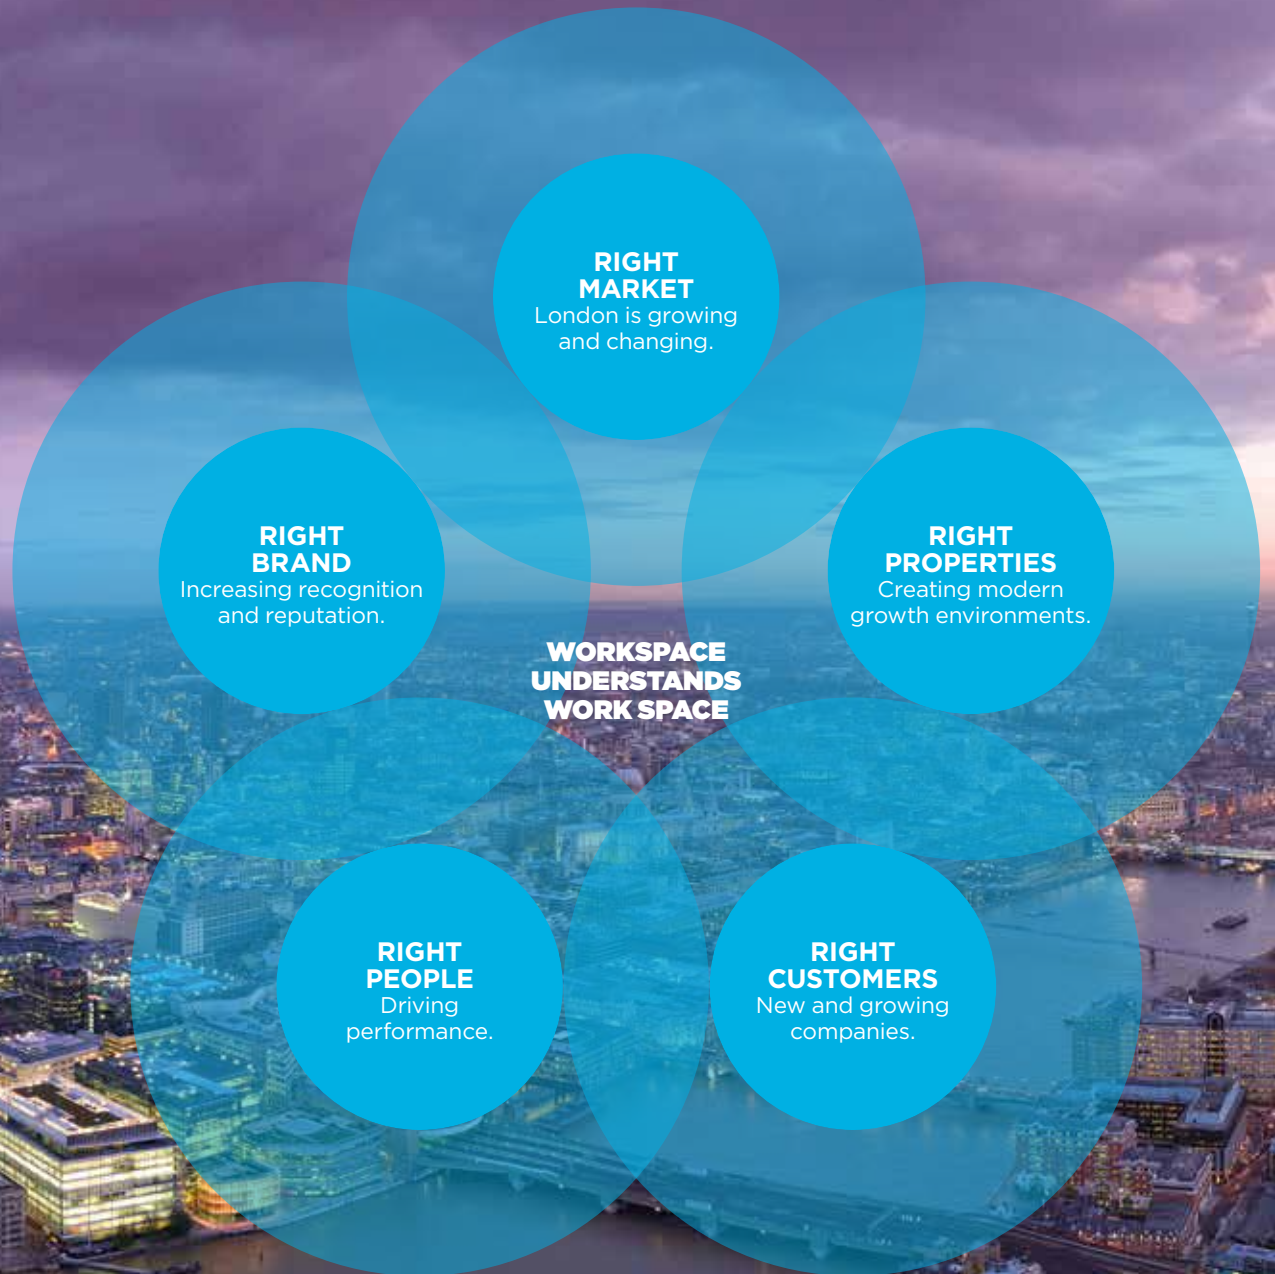 RIGHT
MARKET
London is growing
and changing.
RIGHT
BRAND
Increasing recognition
and reputation.
RIGHT
PROPERTIES
Creating modern
growth environments.
WORKSPACE
UNDERSTANDS
WORK SPACE
RIGHT
PEOPLE
Driving
performance.
RIGHT
CUSTOMERS
New and growing
companies.